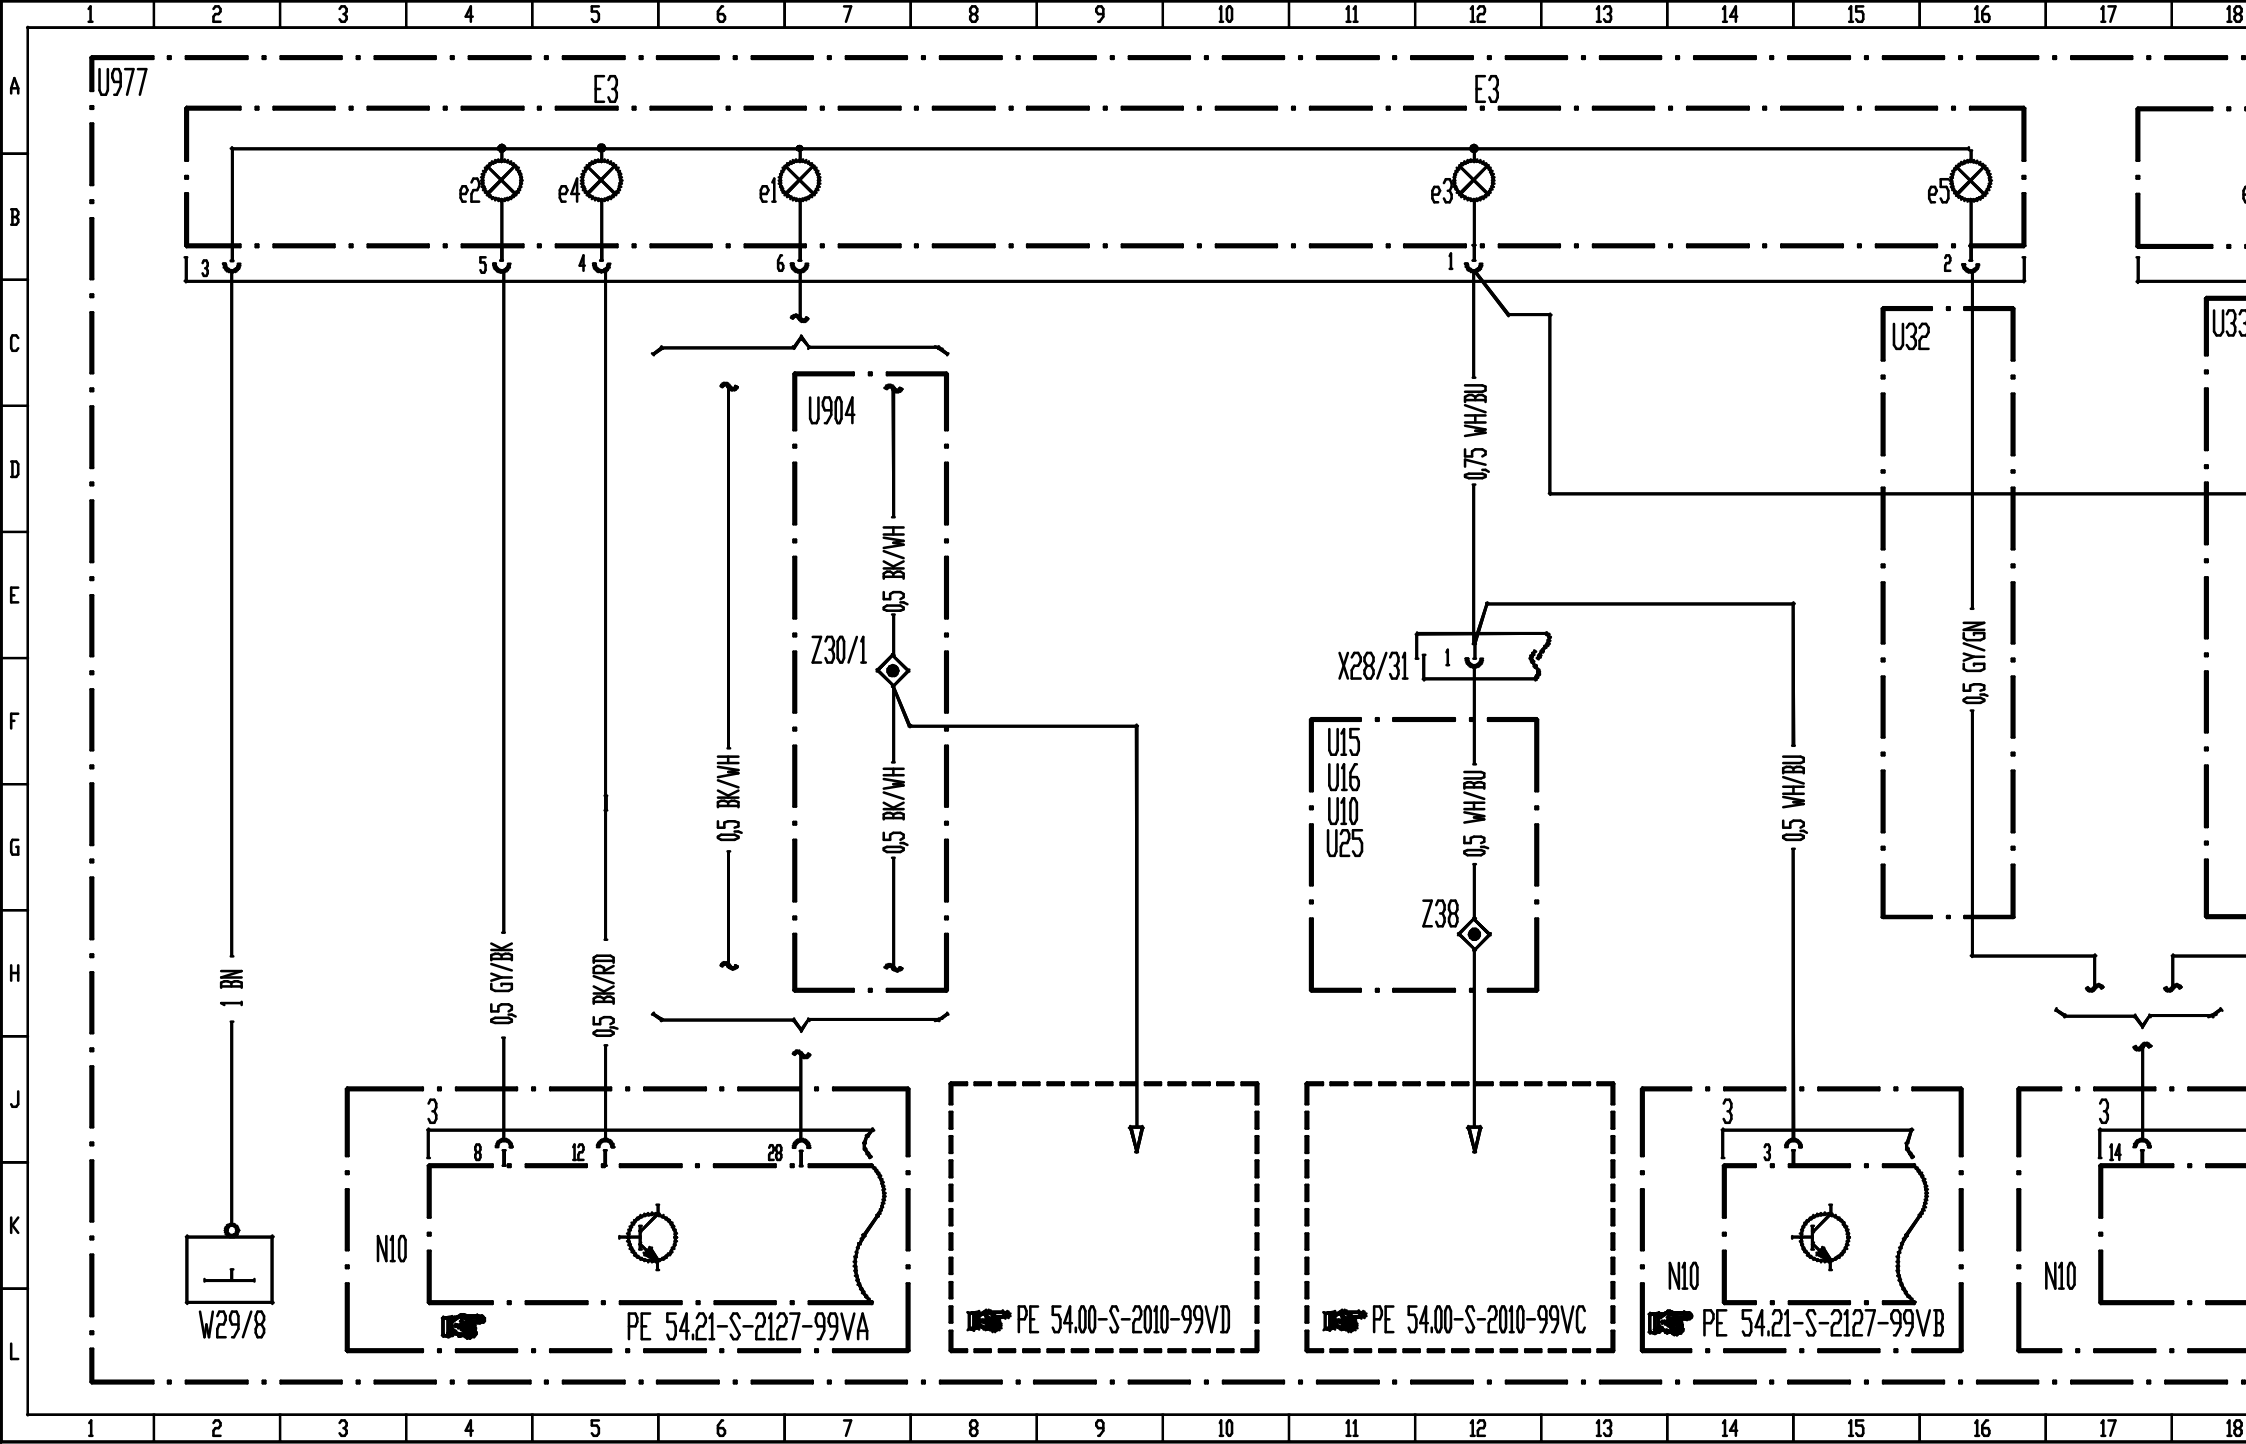 1 2 3 4 5 6 7 8 9 10 11 12 13 14 15 16 17 18
A
U977
E3 E3
B
e2 e4 e1 e3 e5
3 5 4 6 1 2
C
U32 U33
U904
D
0,75 WH/BU
E
0,5 BK/WH
Z30/1
X28/31 1
0,5 GY/GN
F
U15
U16
U10
U25
0,5 BK/WH
0,5 BK/WH
0,5 WH/BU
0,5 WH/BU
G
Z38
H
1 BN
0,5 GY/BK
0,5 BK/RD
J
3 3 3
8 12 28 3 14
K
N10 N10 N10
W29/8
PE 54.21-S-2127-99VA
PE 54.00-S-2010-99VD
PE 54.00-S-2010-99VC
PE 54.21-S-2127-99VB
L
1 2 3 4 5 6 7 8 9 10 11 12 13 14 15 16 17 18